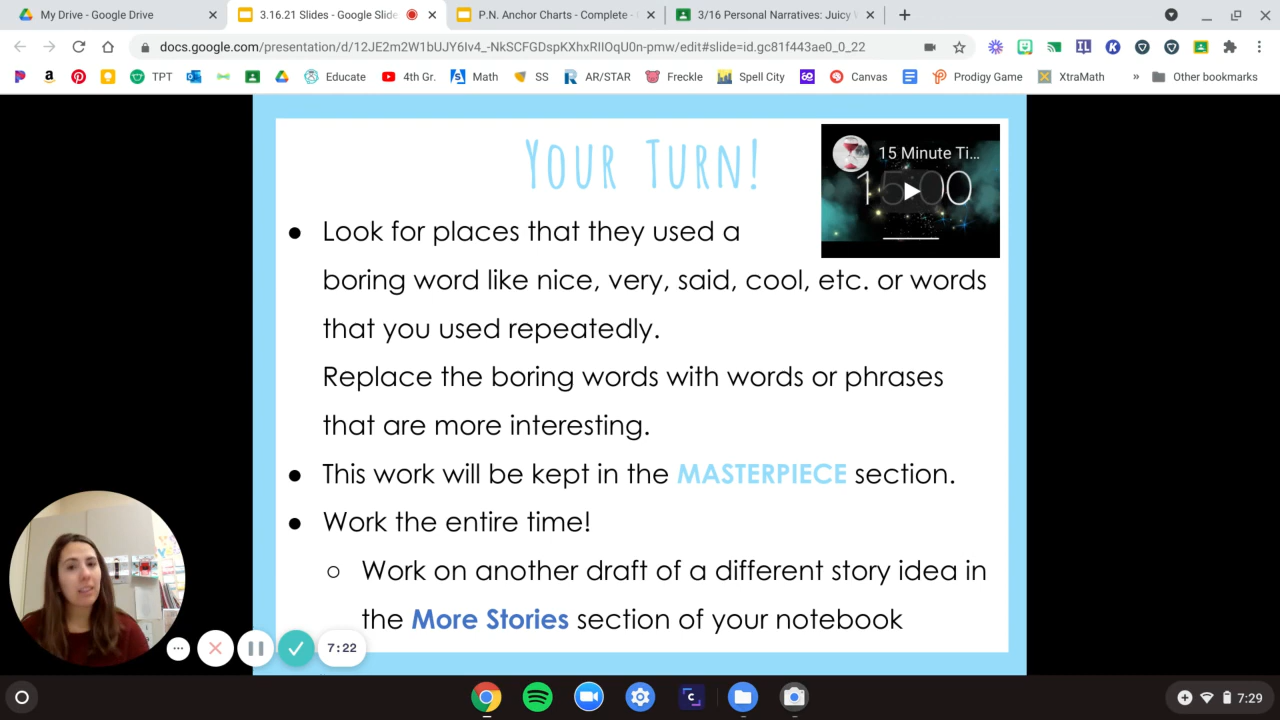 My Drive - Google Drive
3.16.21 Slides - Google Slide
P.N. Anchor Charts - Complete -
3/16 Personal Narratives: Juicy
docs.google.com/presentation/d/12JE2m2W1bUJY6Iv4_-NkSCFGDspKXhxRIIOqU0n-pmw/edit#slide=id.gc81f443ae0_0_22
TPT
Educate
4th Gr.
Math
SS
AR/STAR
Freckle
Spell City
Canvas
Prodigy Game
XtraMath
»
Other bookmarks
Your Turn!
15 Minute Ti...
15:00
● Look for places that they used a
boring word like nice, very, said, cool, etc. or words
that you used repeatedly.
Replace the boring words with words or phrases
that are more interesting.
● This work will be kept in the MASTERPIECE section.
● Work the entire time!
○ Work on another draft of a different story idea in
the More Stories section of your notebook
7:22
7:29